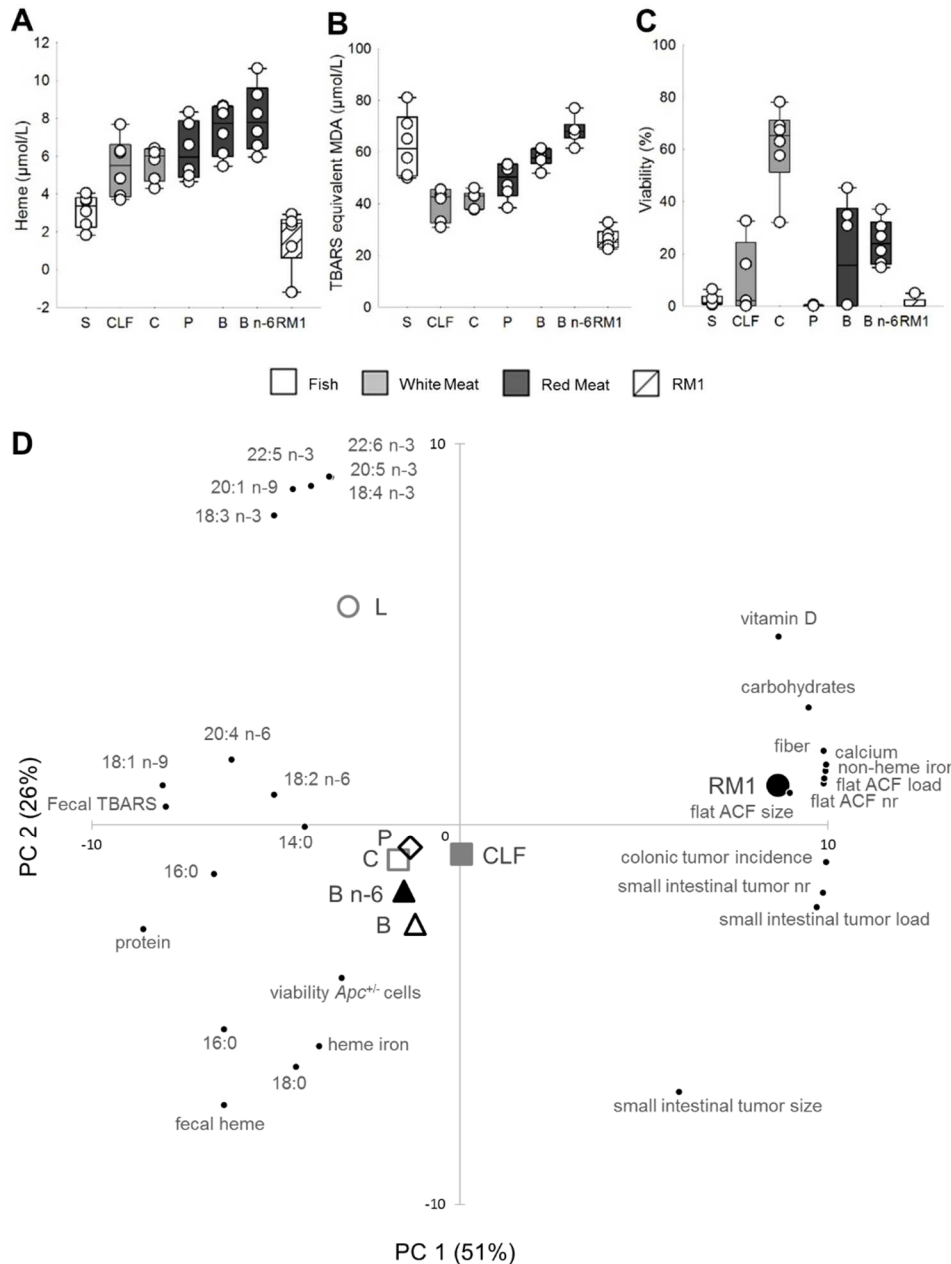 A
Heme (µmol/L)
12
10
8
6
4
2
0
-2
S CLF C P B B n-6 RM1
B
TBARS equivalent MDA (µmol/L)
100
80
60
40
20
0
S CLF C P B B n-6 RM1
C
Viability (%)
100
80
60
40
20
0
S CLF C P B B n-6 RM1
Fish White Meat Red Meat RM1
D
10
22:6 n-3
22:5 n-3
20:5 n-3
20:1 n-9
18:4 n-3
18:3 n-3
L
vitamin D
carbohydrates
20:4 n-6
fiber
calcium
18:1 n-9
non-heme iron
18:2 n-6
RM1
flat ACF load
Fecal TBARS
flat ACF nr
flat ACF size
PC 2 (26%)
-10
14:0
0
10
P
C
CLF
colonic tumor incidence
16:0
B n-6
small intestinal tumor nr
B
small intestinal tumor load
protein
viability Apc+/- cells
16:0
heme iron
18:0
small intestinal tumor size
fecal heme
-10
PC 1 (51%)